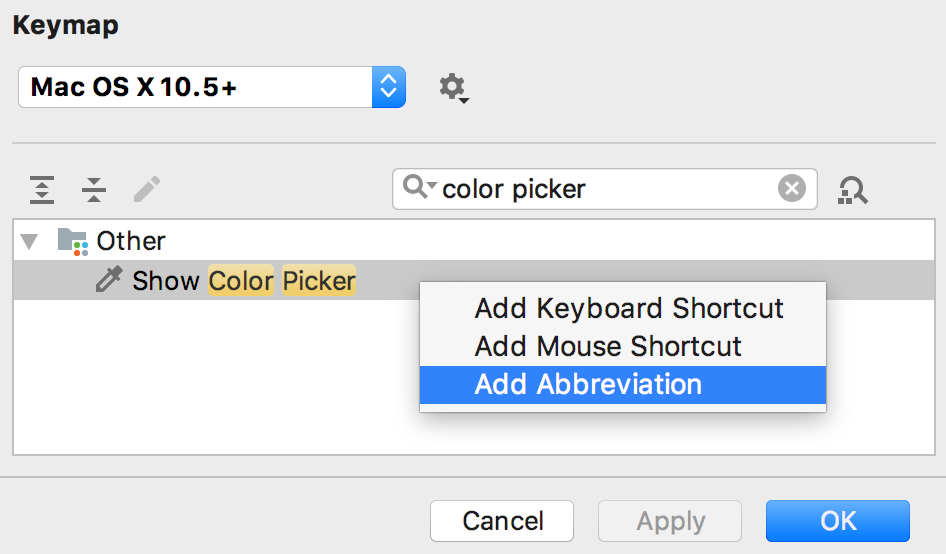 Keymap
Mac OS X 10.5+
color picker
Other
Show Color Picker
Add Keyboard Shortcut
Add Mouse Shortcut
Add Abbreviation
Cancel
Apply
OK